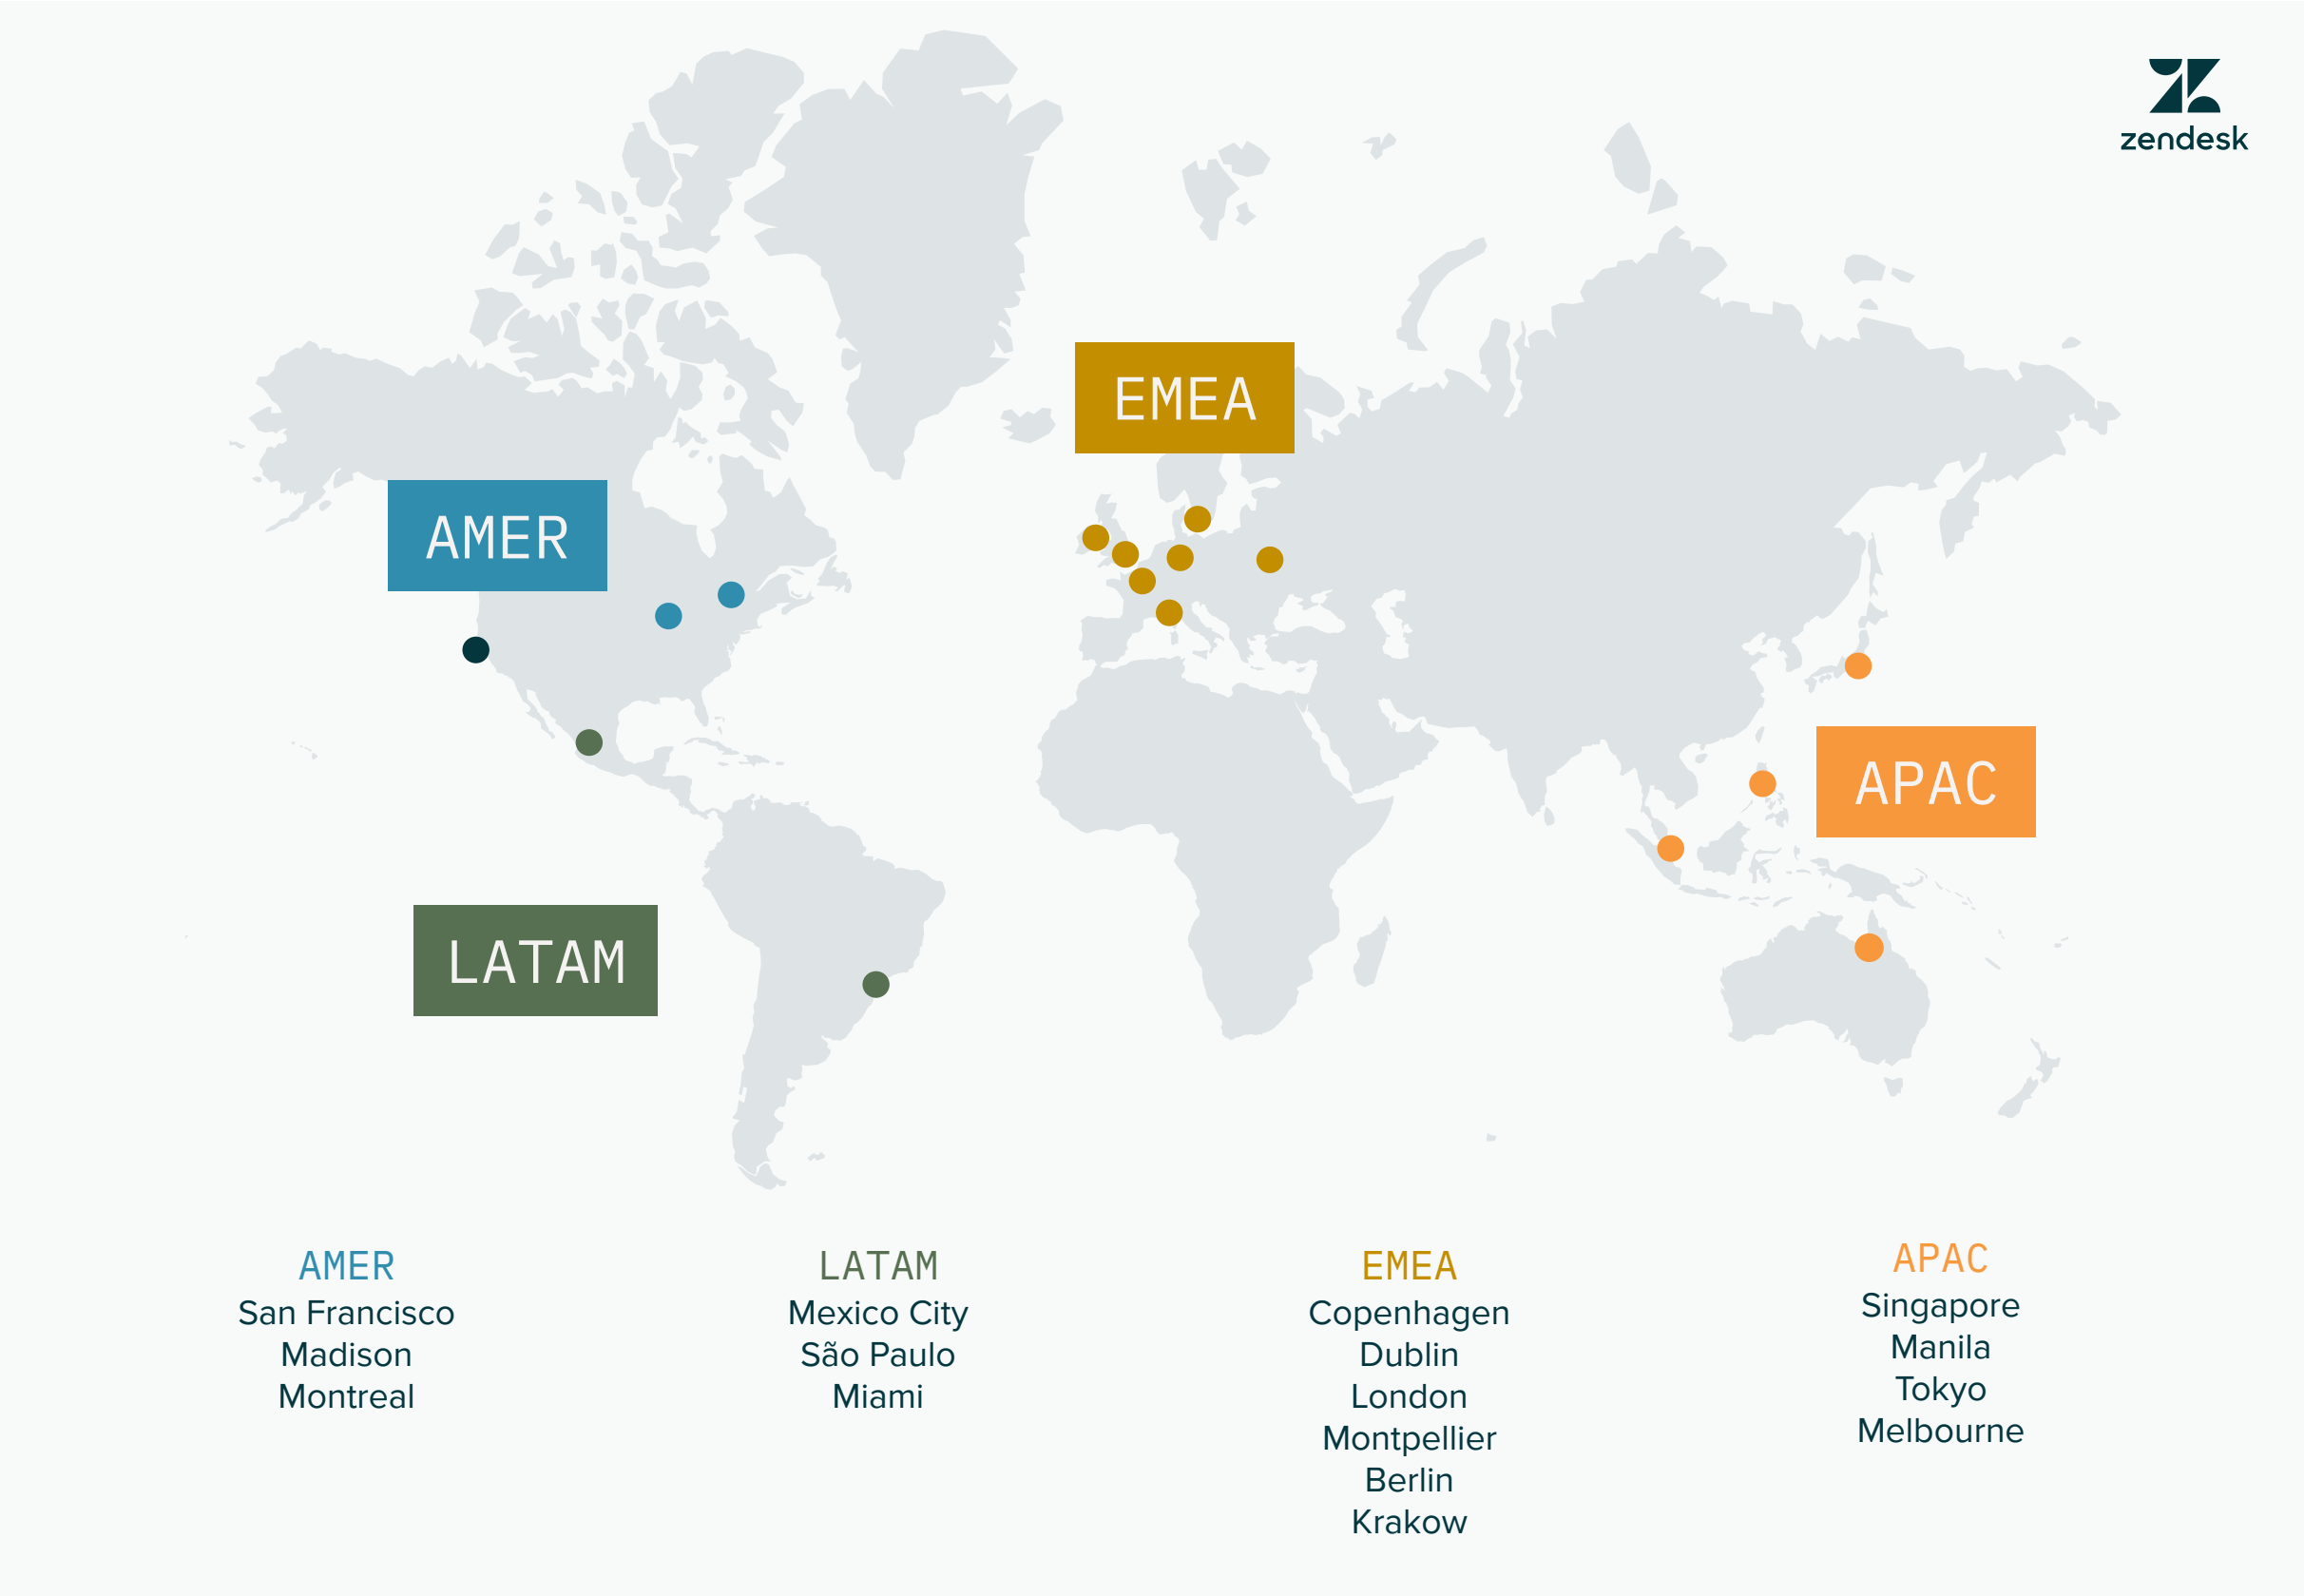 zendesk
EMEA
AMER
APAC
LATAM
AMER
San Francisco
Madison
Montreal
LATAM
Mexico City
São Paulo
Miami
EMEA
Copenhagen
Dublin
London
Montpellier
Berlin
Krakow
APAC
Singapore
Manila
Tokyo
Melbourne